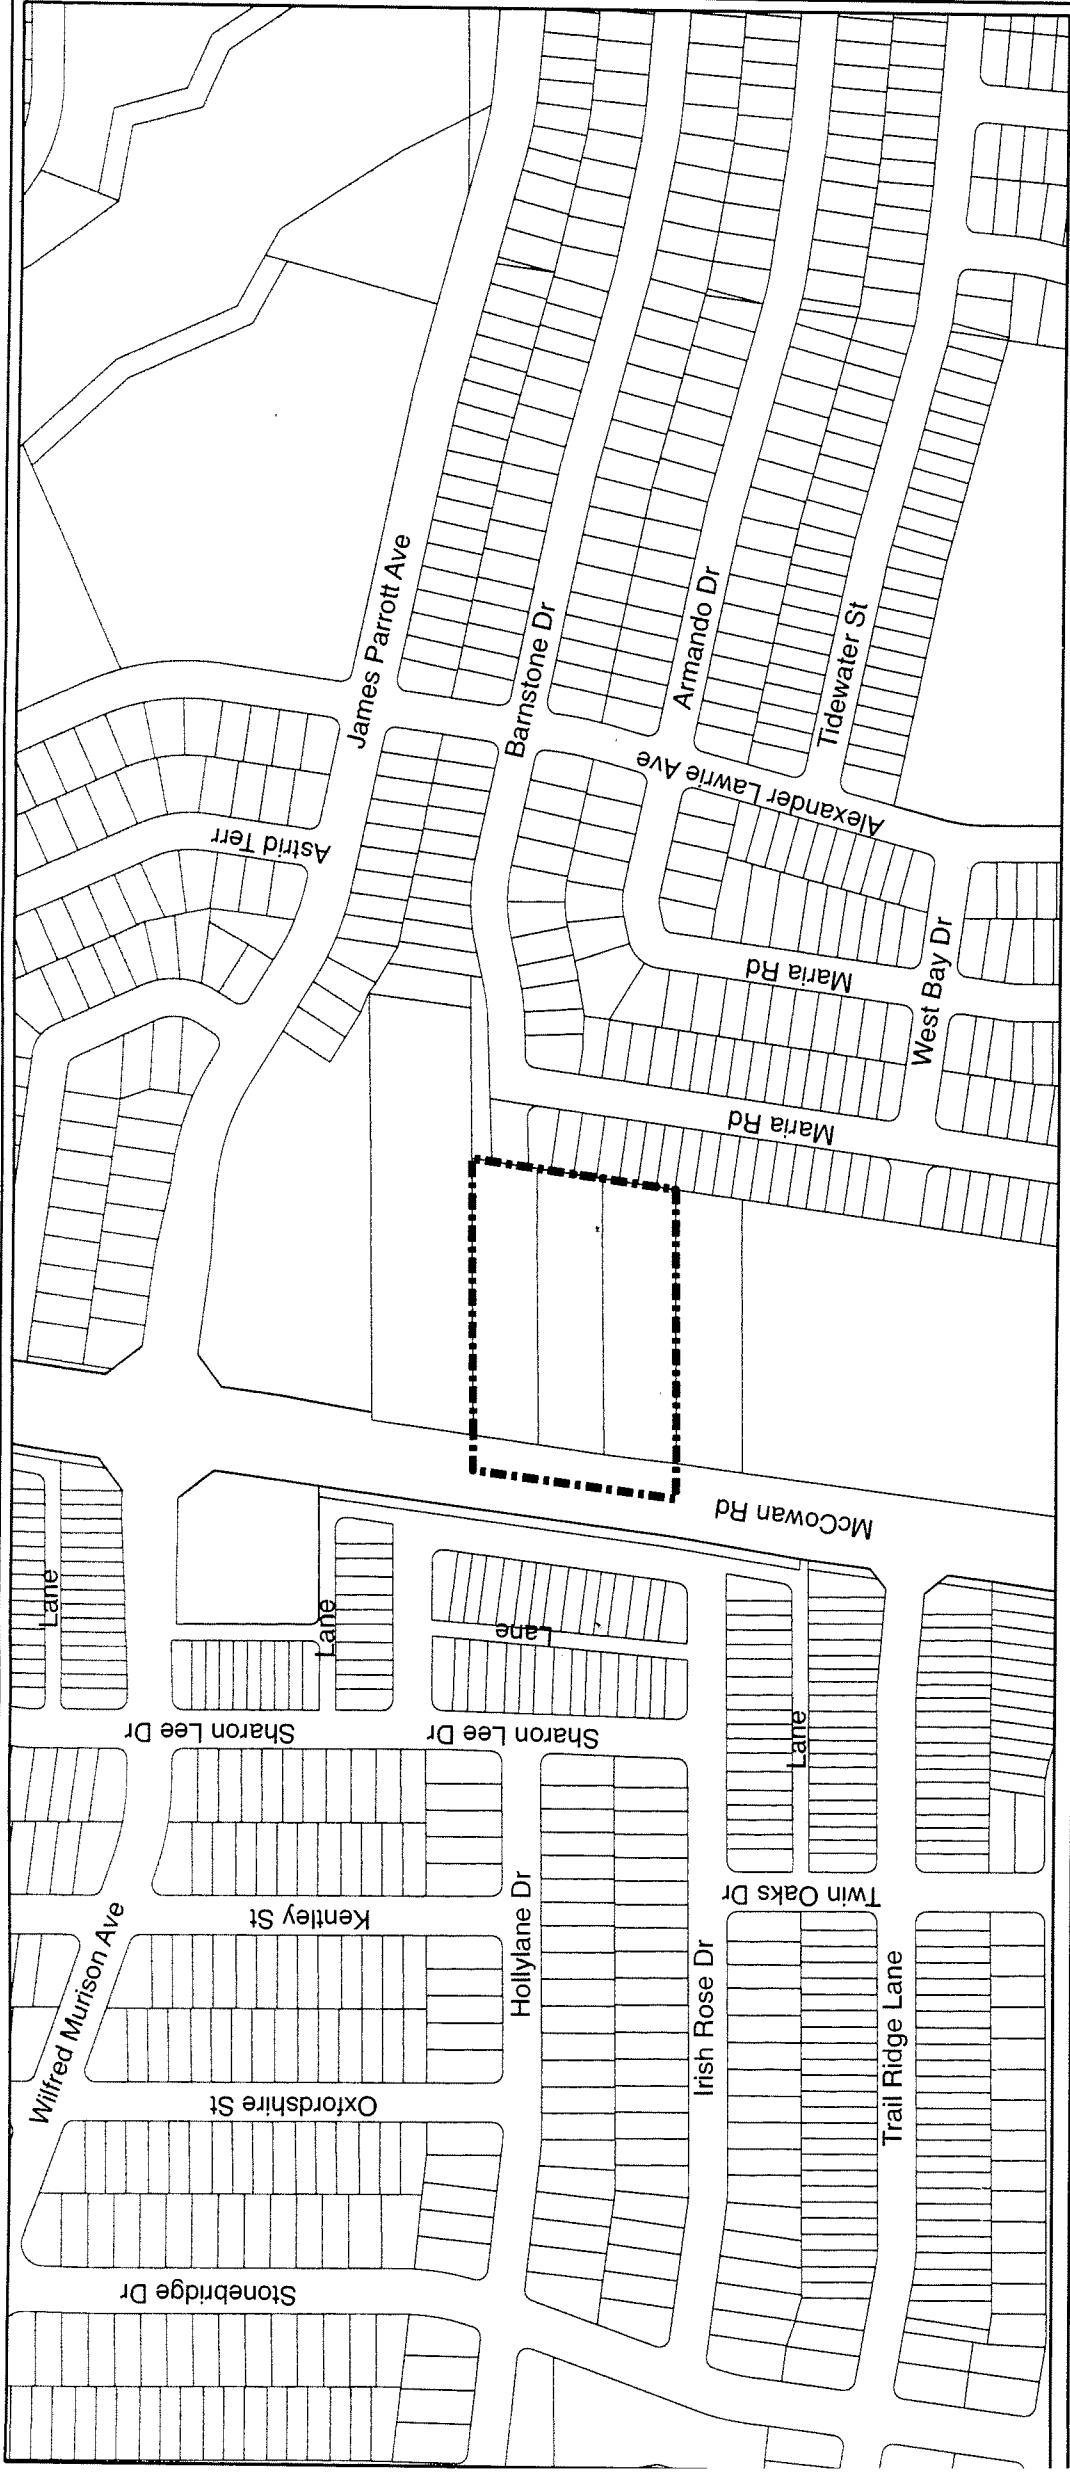 James Parrott Ave
Barnstone Dr
Armando Dr
Tidewater St
Alexander Lawrie Ave
Astrid Terr
Maria Rd
West Bay Dr
Maria Rd
McCowan Rd
Lane
Lane
Lane
Sharon Lee Dr
Sharon Lee Dr
Lane
Kentley St
Hollylane Dr
Twin Oaks Dr
Wilfred Murison Ave
Irish Rose Dr
Trail Ridge Lane
Oxfordshire St
Stonebridge Dr